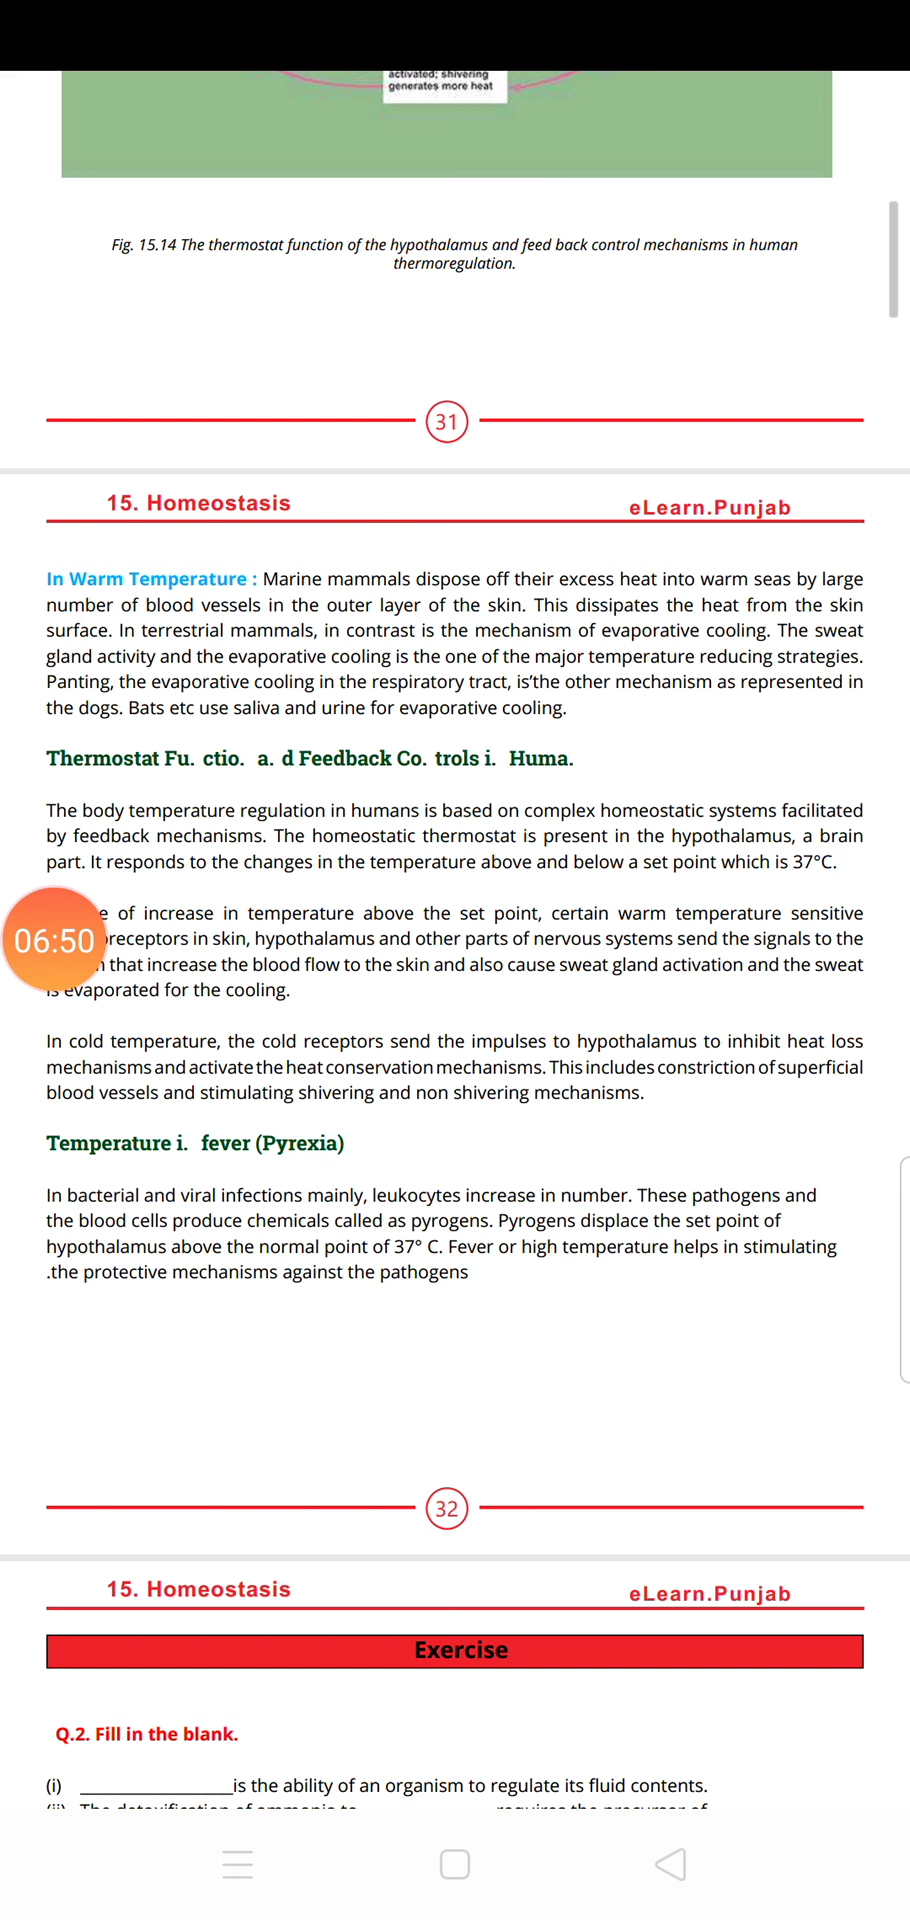 activated; shivering
generates more heat
Fig. 15.14 The thermostat function of the hypothalamus and feed back control mechanisms in human
thermoregulation.
31
15. Homeostasis
eLearn.Punjab
In Warm Temperature : Marine mammals dispose off their excess heat into warm seas by large
number of blood vessels in the outer layer of the skin. This dissipates the heat from the skin
surface. In terrestrial mammals, in contrast is the mechanism of evaporative cooling. The sweat
gland activity and the evaporative cooling is the one of the major temperature reducing strategies.
Panting, the evaporative cooling in the respiratory tract, is'the other mechanism as represented in
the dogs. Bats etc use saliva and urine for evaporative cooling.
Thermostat Fu. ctio. a. d Feedback Co. trols i. Huma.
The body temperature regulation in humans is based on complex homeostatic systems facilitated
by feedback mechanisms. The homeostatic thermostat is present in the hypothalamus, a brain
part. It responds to the changes in the temperature above and below a set point which is 37°C.
of increase in temperature above the set point, certain warm temperature sensitive
06:50
receptors in skin, hypothalamus and other parts of nervous systems send the signals to the
that increase the blood flow to the skin and also cause sweat gland activation and the sweat
is evaporated for the cooling.
In cold temperature, the cold receptors send the impulses to hypothalamus to inhibit heat loss
mechanisms and activate the heat conservation mechanisms. This includes constriction of superficial
blood vessels and stimulating shivering and non shivering mechanisms.
Temperature i. fever (Pyrexia)
In bacterial and viral infections mainly, leukocytes increase in number. These pathogens and
the blood cells produce chemicals called as pyrogens. Pyrogens displace the set point of
hypothalamus above the normal point of 37° C. Fever or high temperature helps in stimulating
.the protective mechanisms against the pathogens
32
15. Homeostasis
eLearn.Punjab
Exercise
Q.2. Fill in the blank.
(i) ________________is the ability of an organism to regulate its fluid contents.